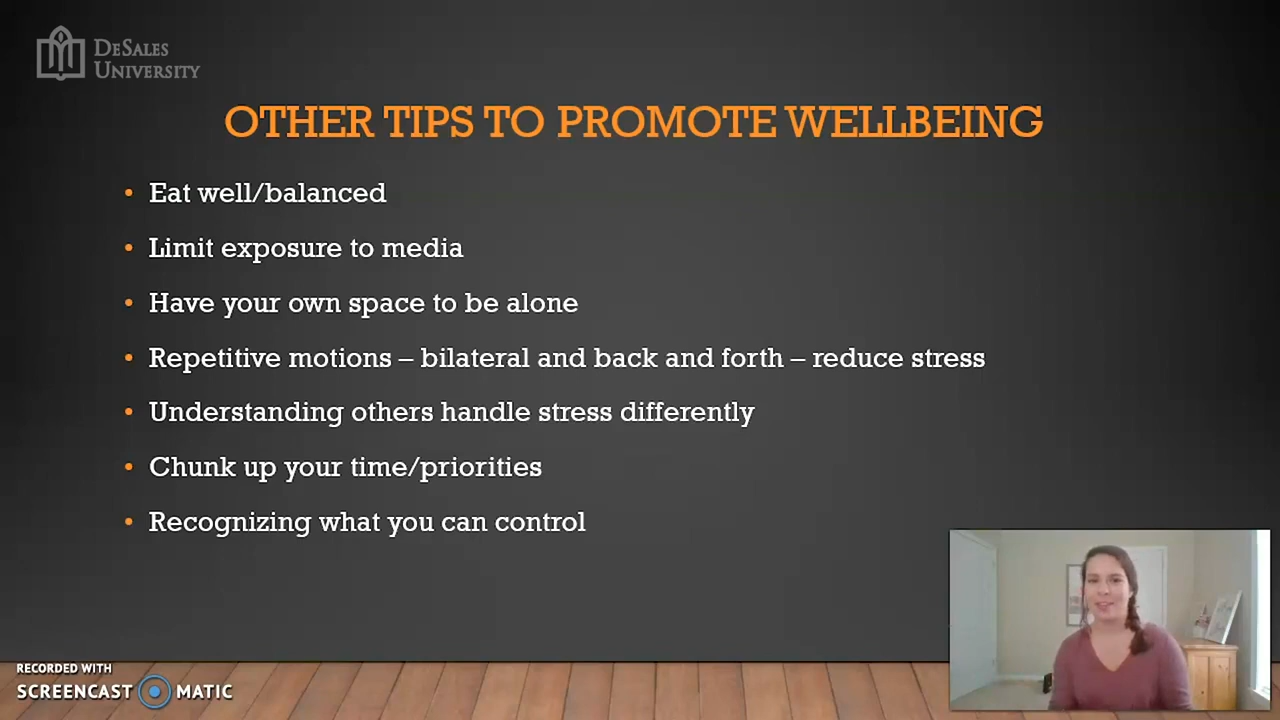 DESALES
UNIVERSITY
OTHER TIPS TO PROMOTE WELLBEING
• Eat well/balanced
• Limit exposure to media
• Have your own space to be alone
• Repetitive motions – bilateral and back and forth – reduce stress
• Understanding others handle stress differently
• Chunk up your time/priorities
• Recognizing what you can control
RECORDED WITH
SCREENCAST MATIC